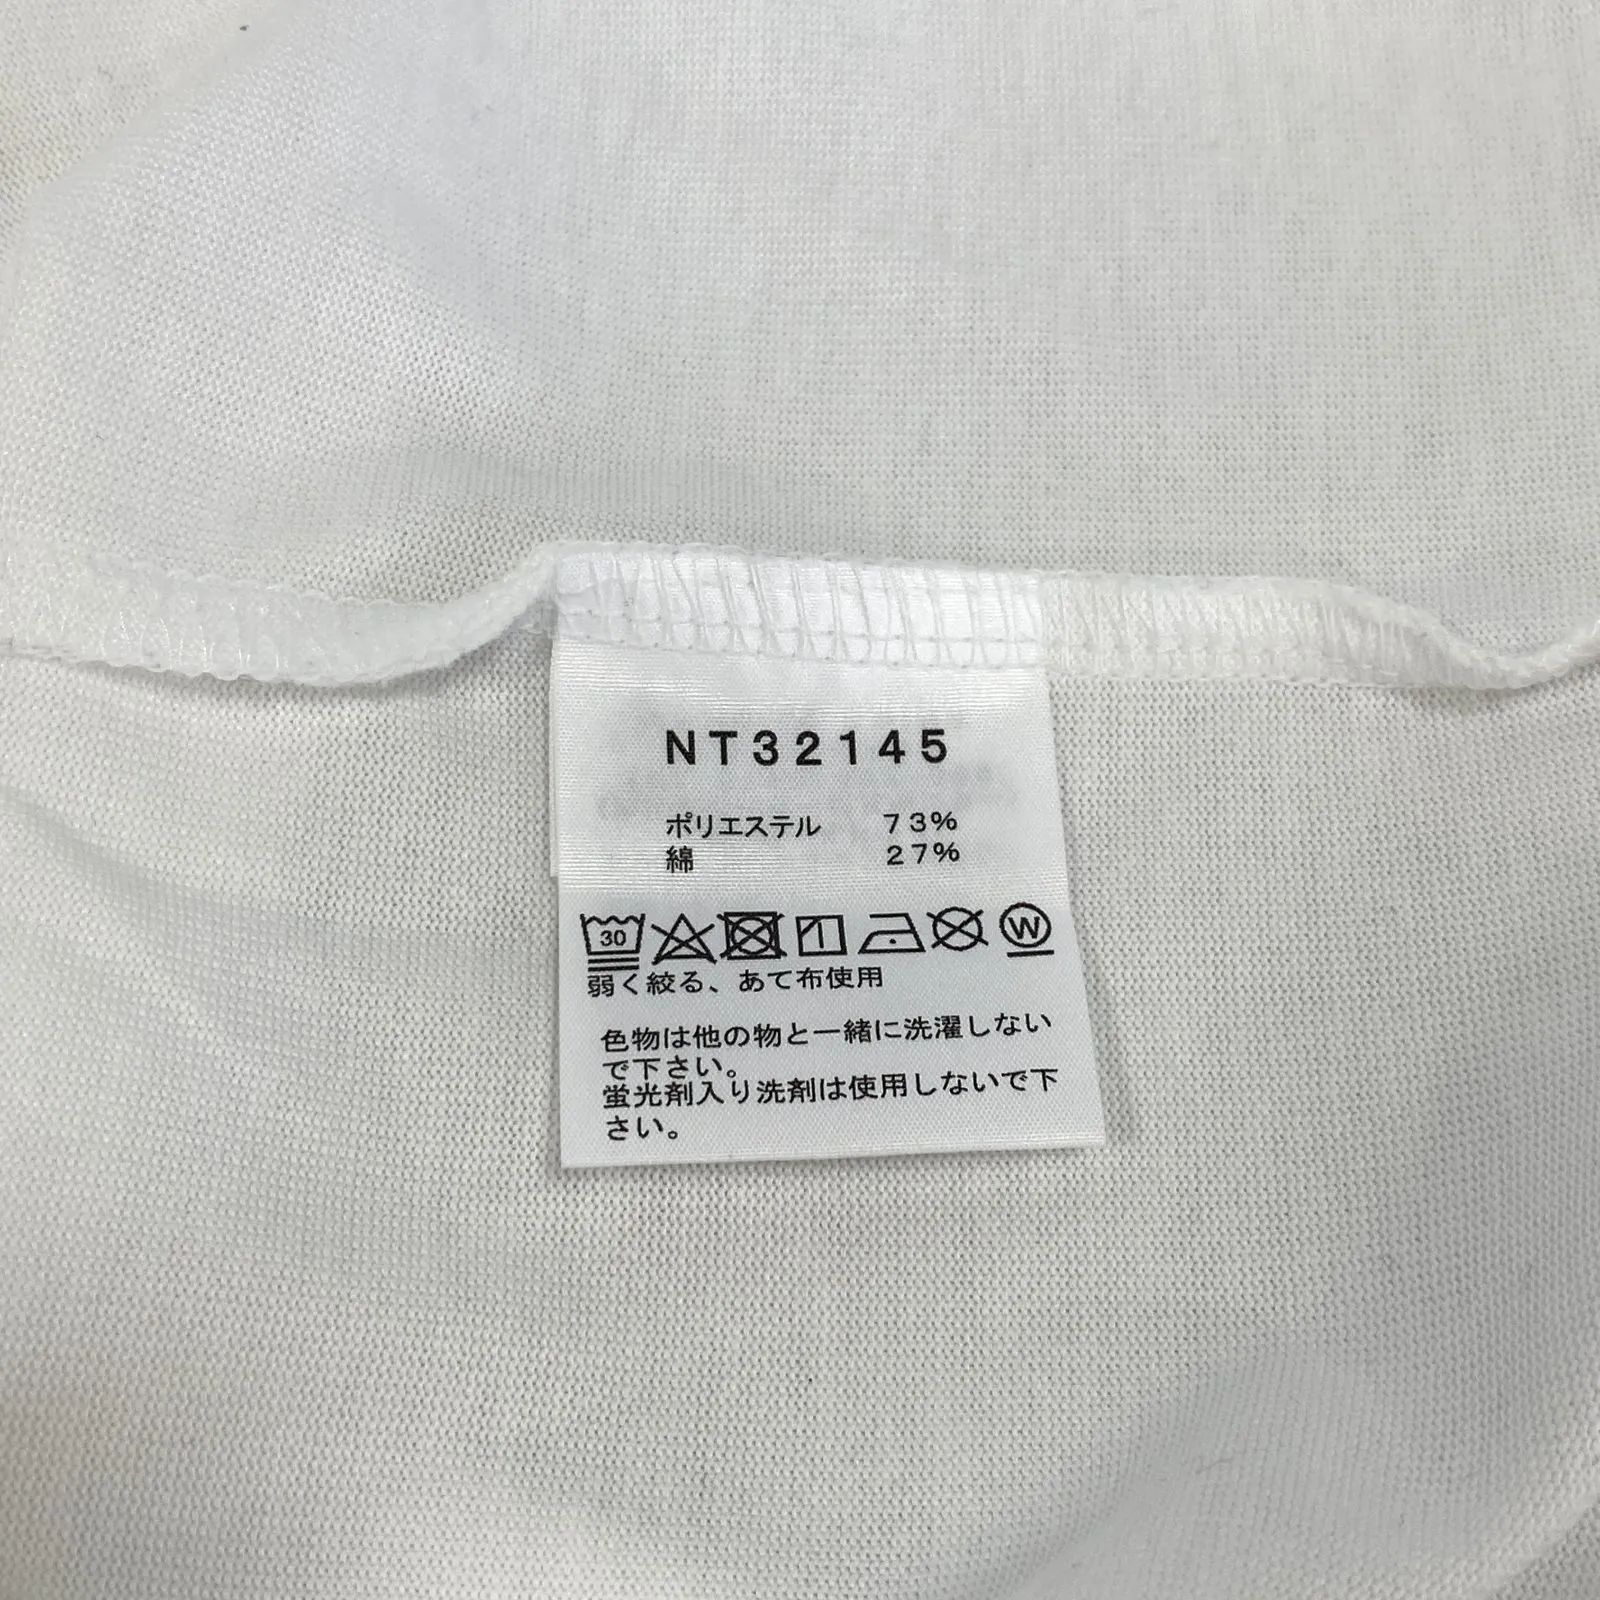 NT32145
ポリエステル 73%
綿 27%
30 W
弱く絞る、あて布使用
色物は他の物と一緒に洗濯しない
で下さい。
蛍光剤入り洗剤は使用しないで下
さい。